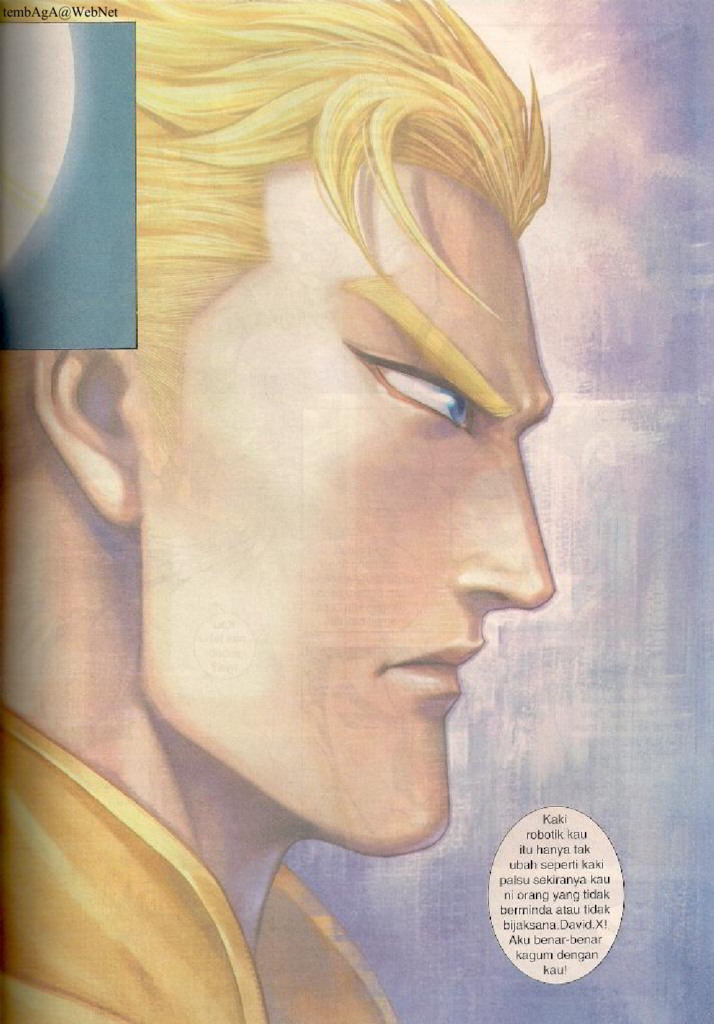 tembAgA@WebNet
Kaki
robotik kau
itu hanya tak
ubah seperti kaki
palsu sekiranya kau
ni orang yang tidak
berminda atau tidak
bijaksana,David.X!
Aku benar-benar
kagum dengan
kau!